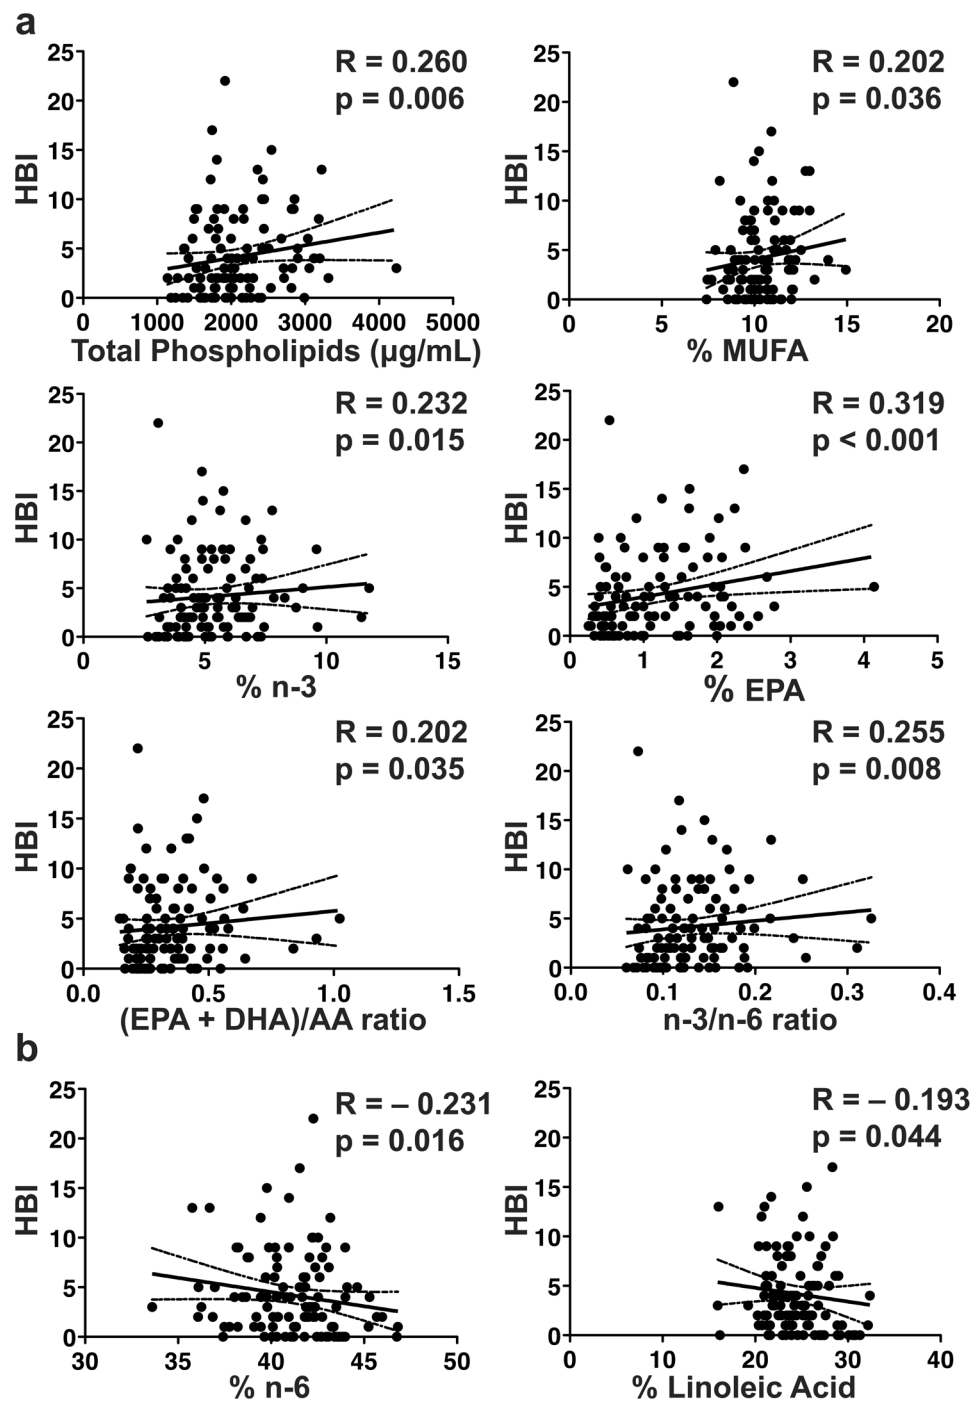 a
R = 0.260
p = 0.006
HBI
25
20
15
10
5
0
0 1000 2000 3000 4000 5000
Total Phospholipids (µg/mL)
R = 0.202
p = 0.036
HBI
25
20
15
10
5
0
0 5 10 15 20
% MUFA
R = 0.232
p = 0.015
HBI
25
20
15
10
5
0
0 5 10 15
% n-3
R = 0.319
p < 0.001
HBI
25
20
15
10
5
0
0 1 2 3 4 5
% EPA
R = 0.202
p = 0.035
HBI
25
20
15
10
5
0
0.0 0.5 1.0 1.5
(EPA + DHA)/AA ratio
R = 0.255
p = 0.008
HBI
25
20
15
10
5
0
0.0 0.1 0.2 0.3 0.4
n-3/n-6 ratio
b
R = – 0.231
p = 0.016
HBI
25
20
15
10
5
0
30 35 40 45 50
% n-6
R = – 0.193
p = 0.044
HBI
25
20
15
10
5
0
0 10 20 30 40
% Linoleic Acid